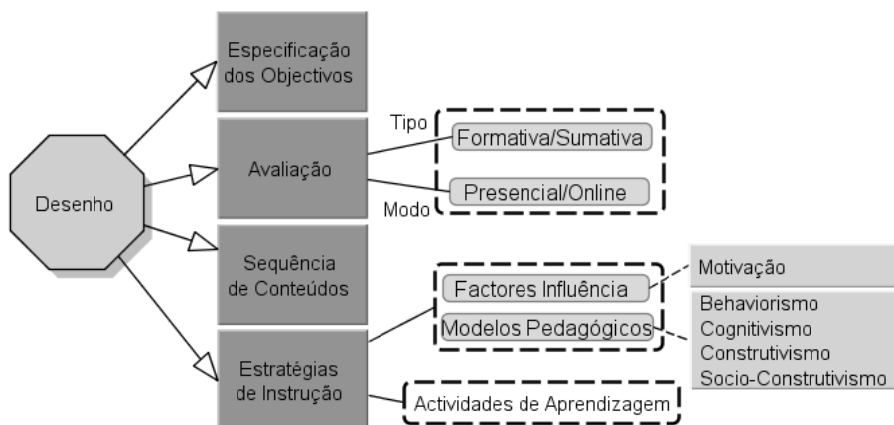 Desenho
Especificação
dos Objectivos
Avaliação
Tipo
Formativa/Sumativa
Modo
Presencial/Online
Sequência
de Conteúdos
Estratégias
de Instrução
Factores Influência
Motivação
Modelos Pedagógicos
Behaviorismo
Cognitivismo
Construtivismo
Socio-Construtivismo
Actividades de Aprendizagem